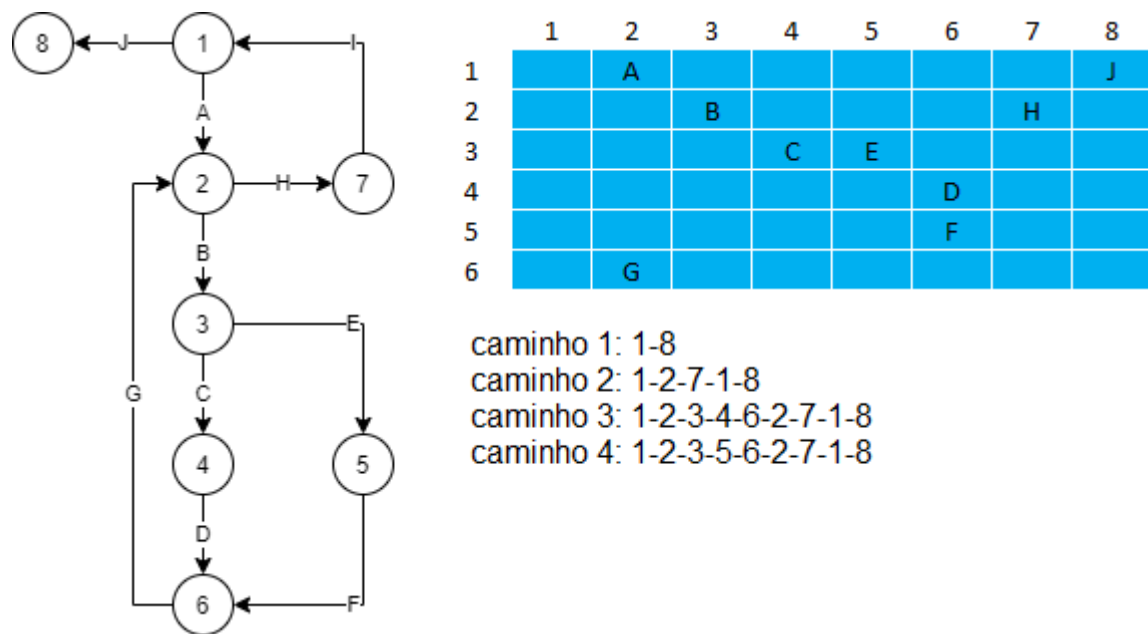 8 J 1 I
A
2 H 7
B
3 E
G C
4 5
D
6 F
1 2 3 4 5 6 7 8
1 A J
2 B H
3 C E
4 D
5 F
6 G
caminho 1: 1-8
caminho 2: 1-2-7-1-8
caminho 3: 1-2-3-4-6-2-7-1-8
caminho 4: 1-2-3-5-6-2-7-1-8